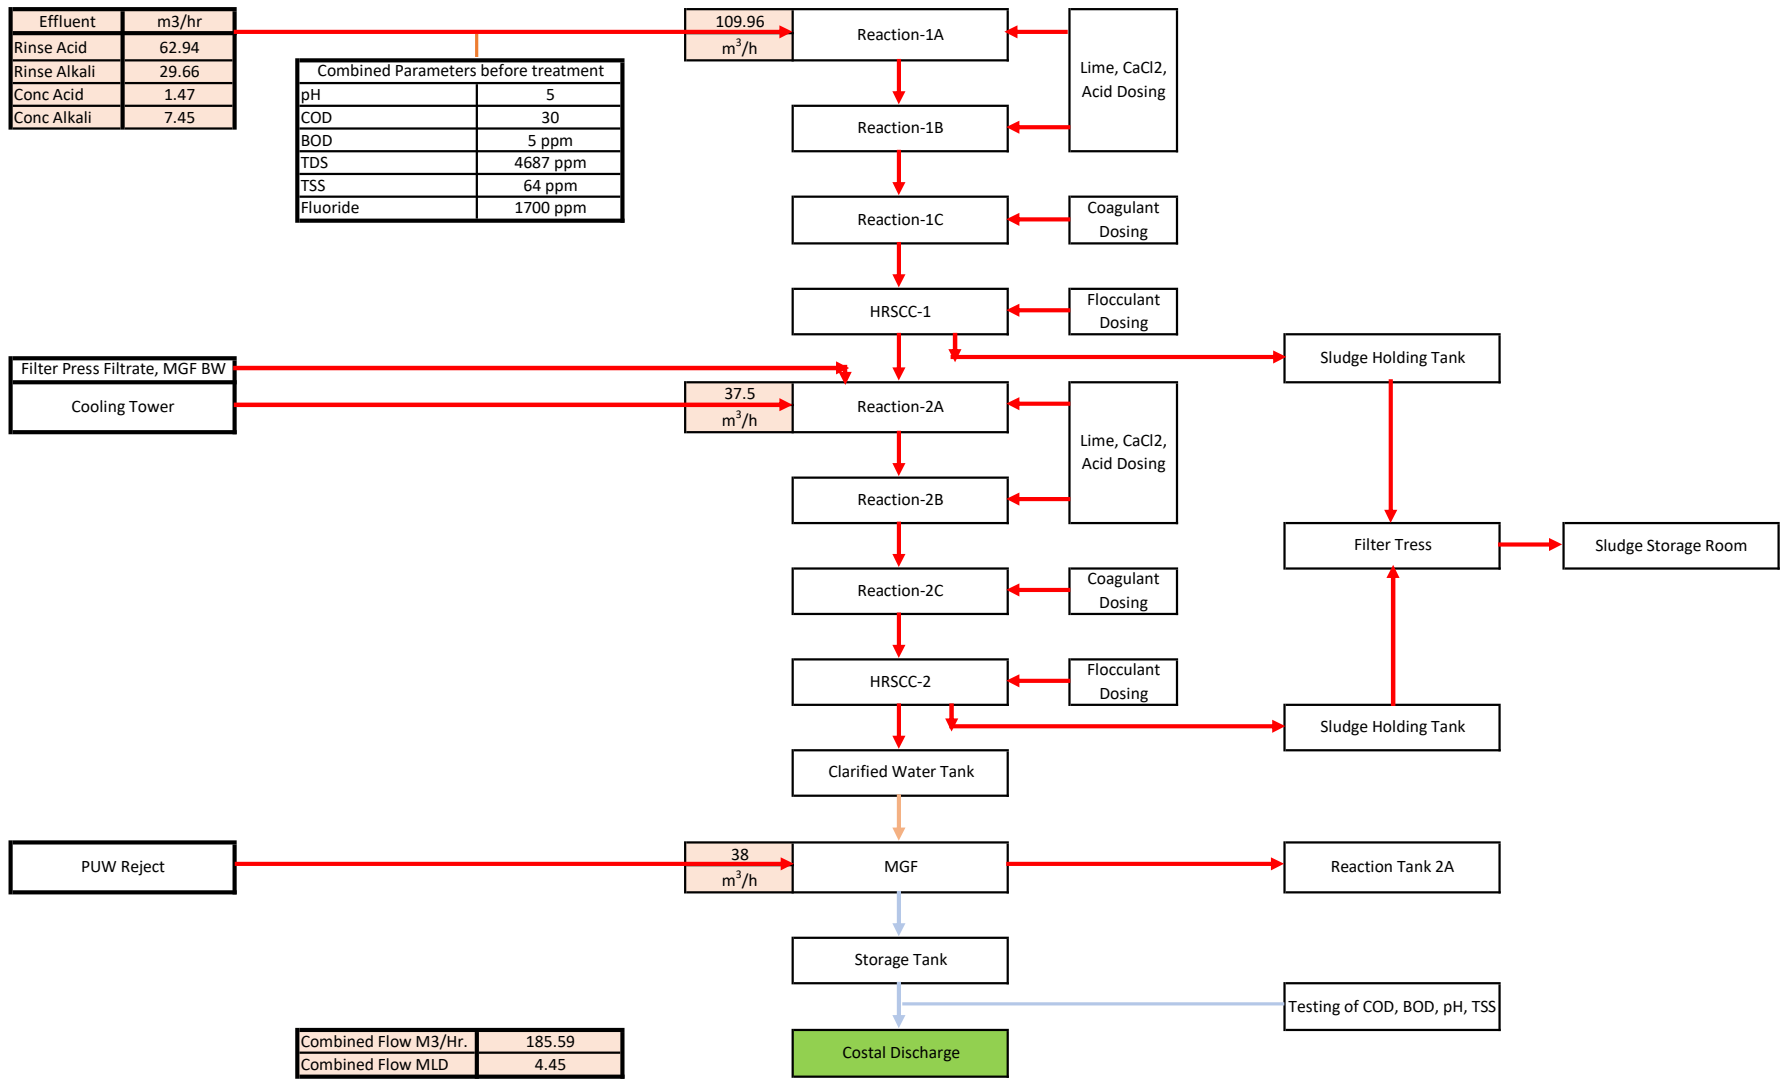 Effluent m3/hr
Rinse Acid 62.94
Rinse Alkali 29.66
Conc Acid 1.47
Conc Alkali 7.45
Combined Parameters before treatment
pH 5
COD 30
BOD 5 ppm
TDS 4687 ppm
TSS 64 ppm
Fluoride 1700 ppm
109.96
m³/h
Reaction-1A
Lime, CaCl2,
Acid Dosing
Reaction-1B
Reaction-1C
Coagulant
Dosing
HRSCC-1
Flocculant
Dosing
Sludge Holding Tank
Filter Press Filtrate, MGF BW
Cooling Tower
37.5
m³/h
Reaction-2A
Lime, CaCl2,
Acid Dosing
Reaction-2B
Filter Tress
Sludge Storage Room
Reaction-2C
Coagulant
Dosing
HRSCC-2
Flocculant
Dosing
Sludge Holding Tank
Clarified Water Tank
PUW Reject
38
m³/h
MGF
Reaction Tank 2A
Storage Tank
Testing of COD, BOD, pH, TSS
Combined Flow M3/Hr. 185.59
Combined Flow MLD 4.45
Costal Discharge